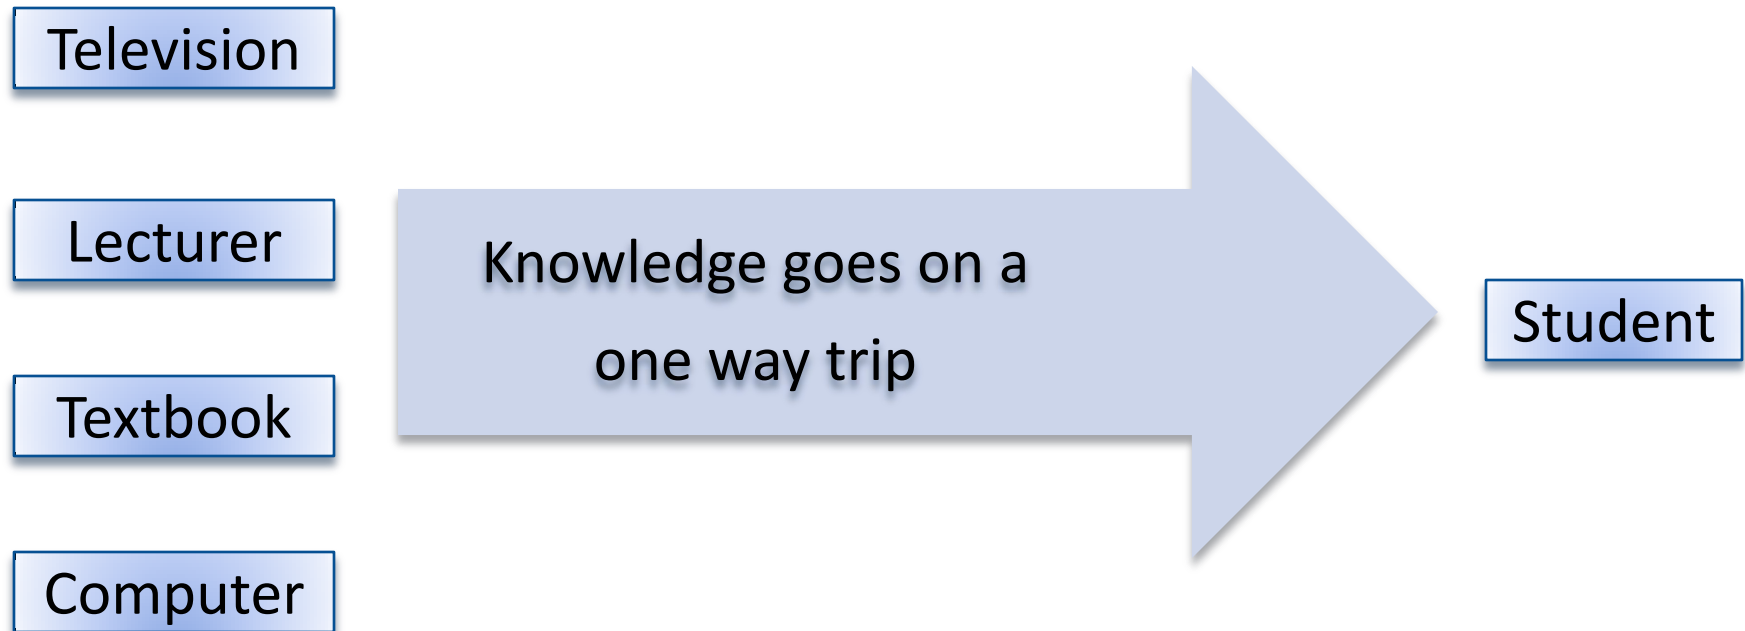 Television
Lecturer
Textbook
Computer
Knowledge goes on a
one way trip
Student